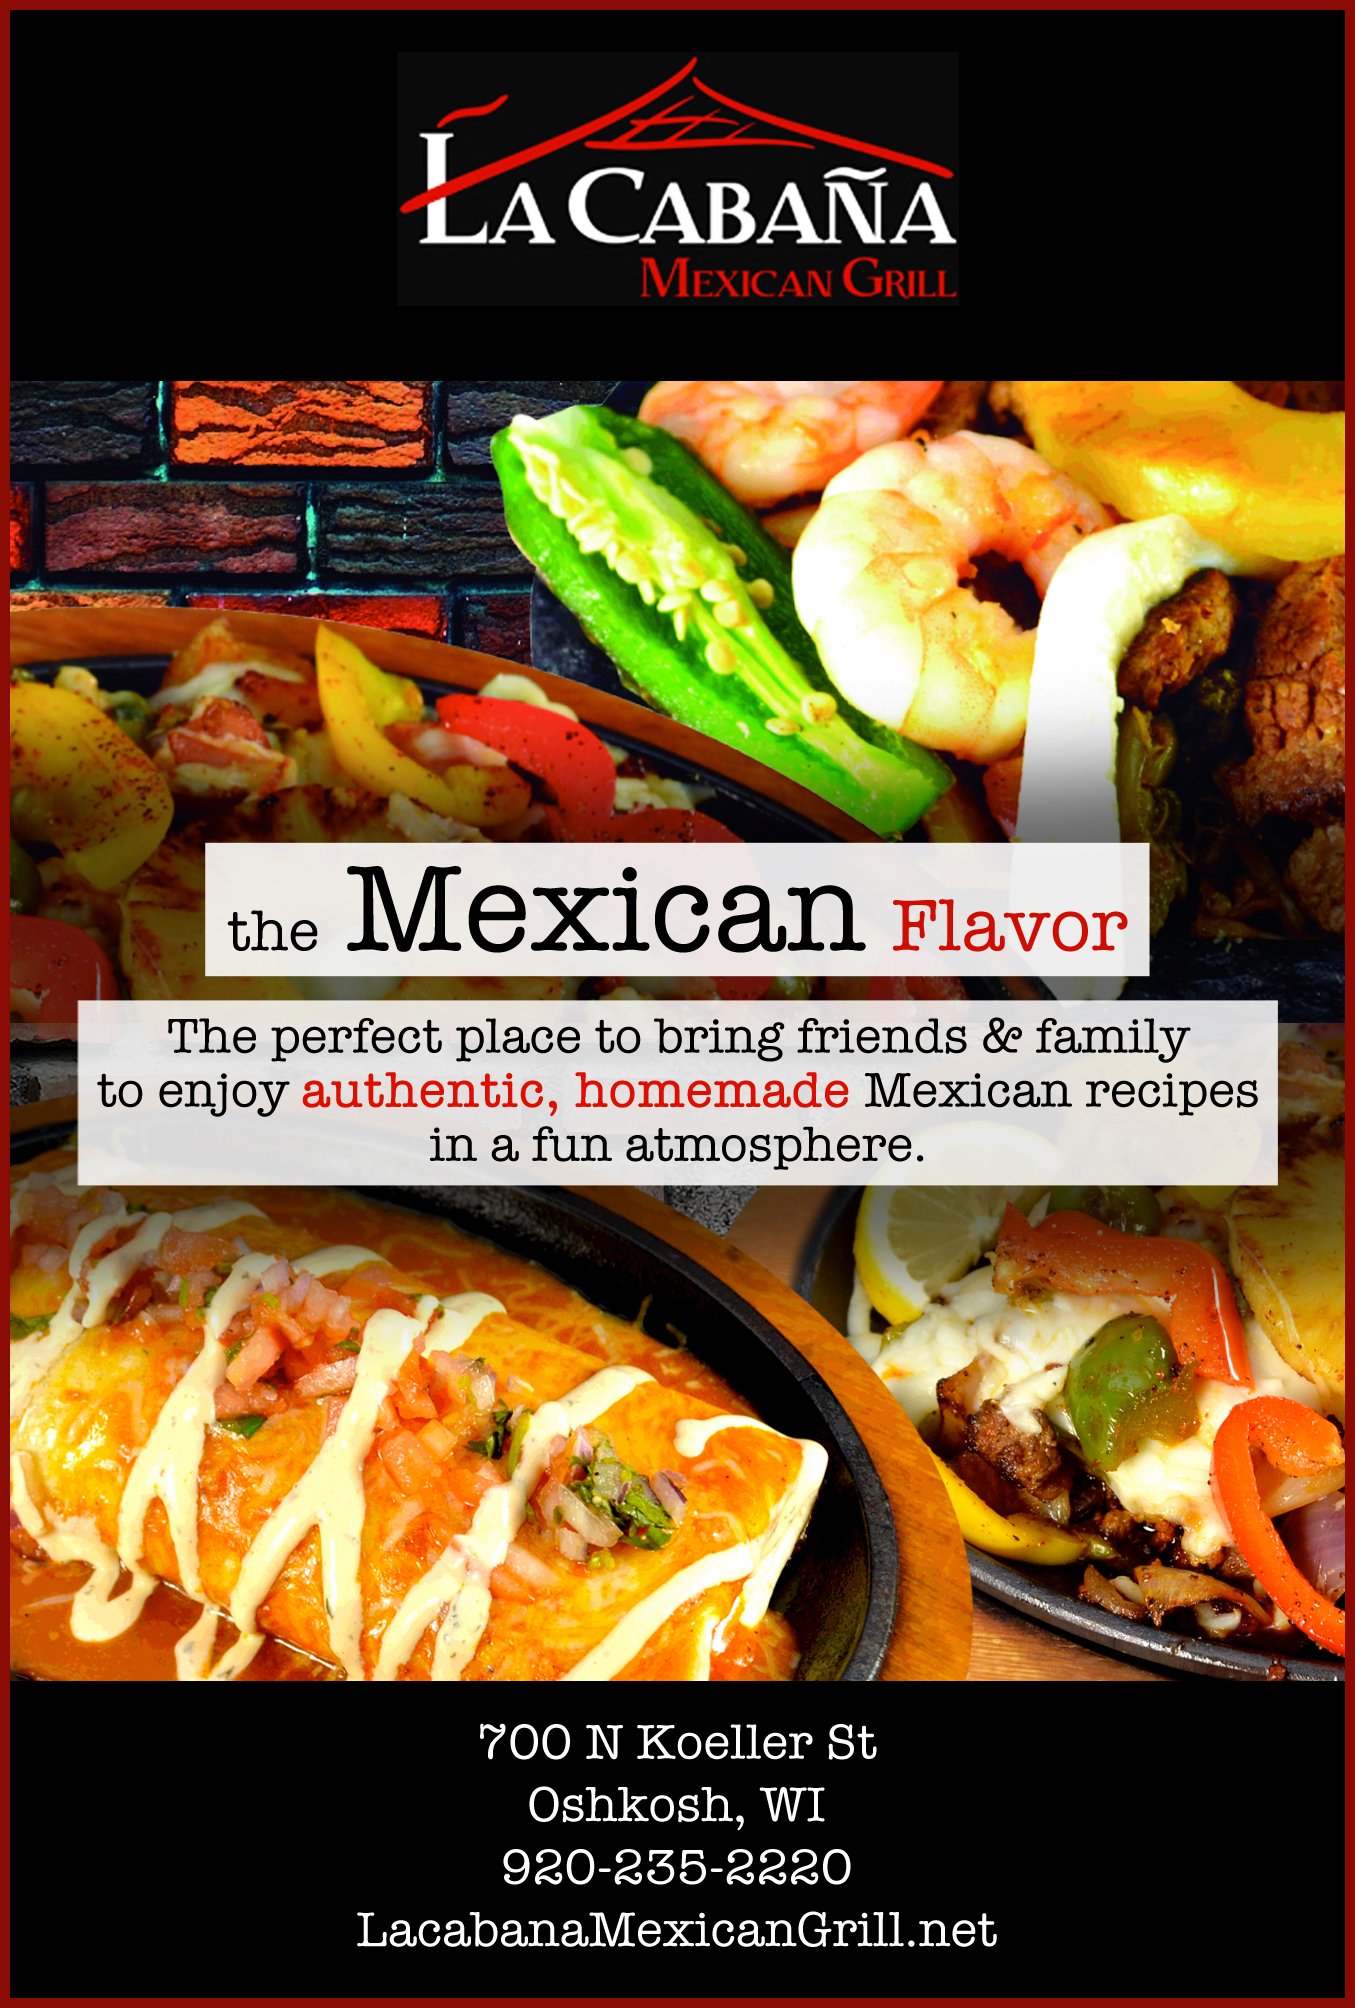 La Cabaña
Mexican Grill
the Mexican Flavor
The perfect place to bring friends & family
to enjoy authentic, homemade Mexican recipes
in a fun atmosphere.
700 N Koeller St
Oshkosh, WI
920-235-2220
LacabanaMexicanGrill.net